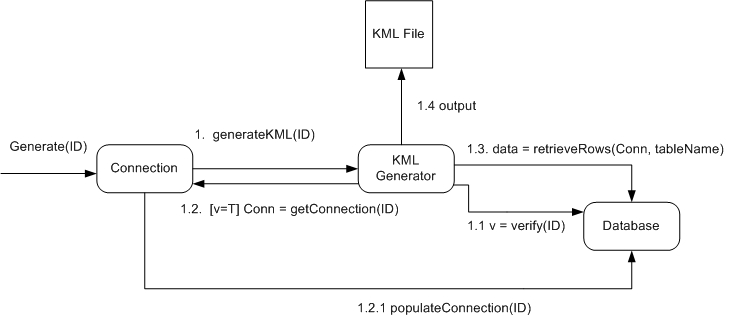 KML File
1.4 output
Generate(ID)
1.  generateKML(ID)
1.3. data = retrieveRows(Conn, tableName)
Connection
KML
Generator
1.2.  [v=T] Conn = getConnection(ID)
1.1 v = verify(ID)
Database
1.2.1 populateConnection(ID)